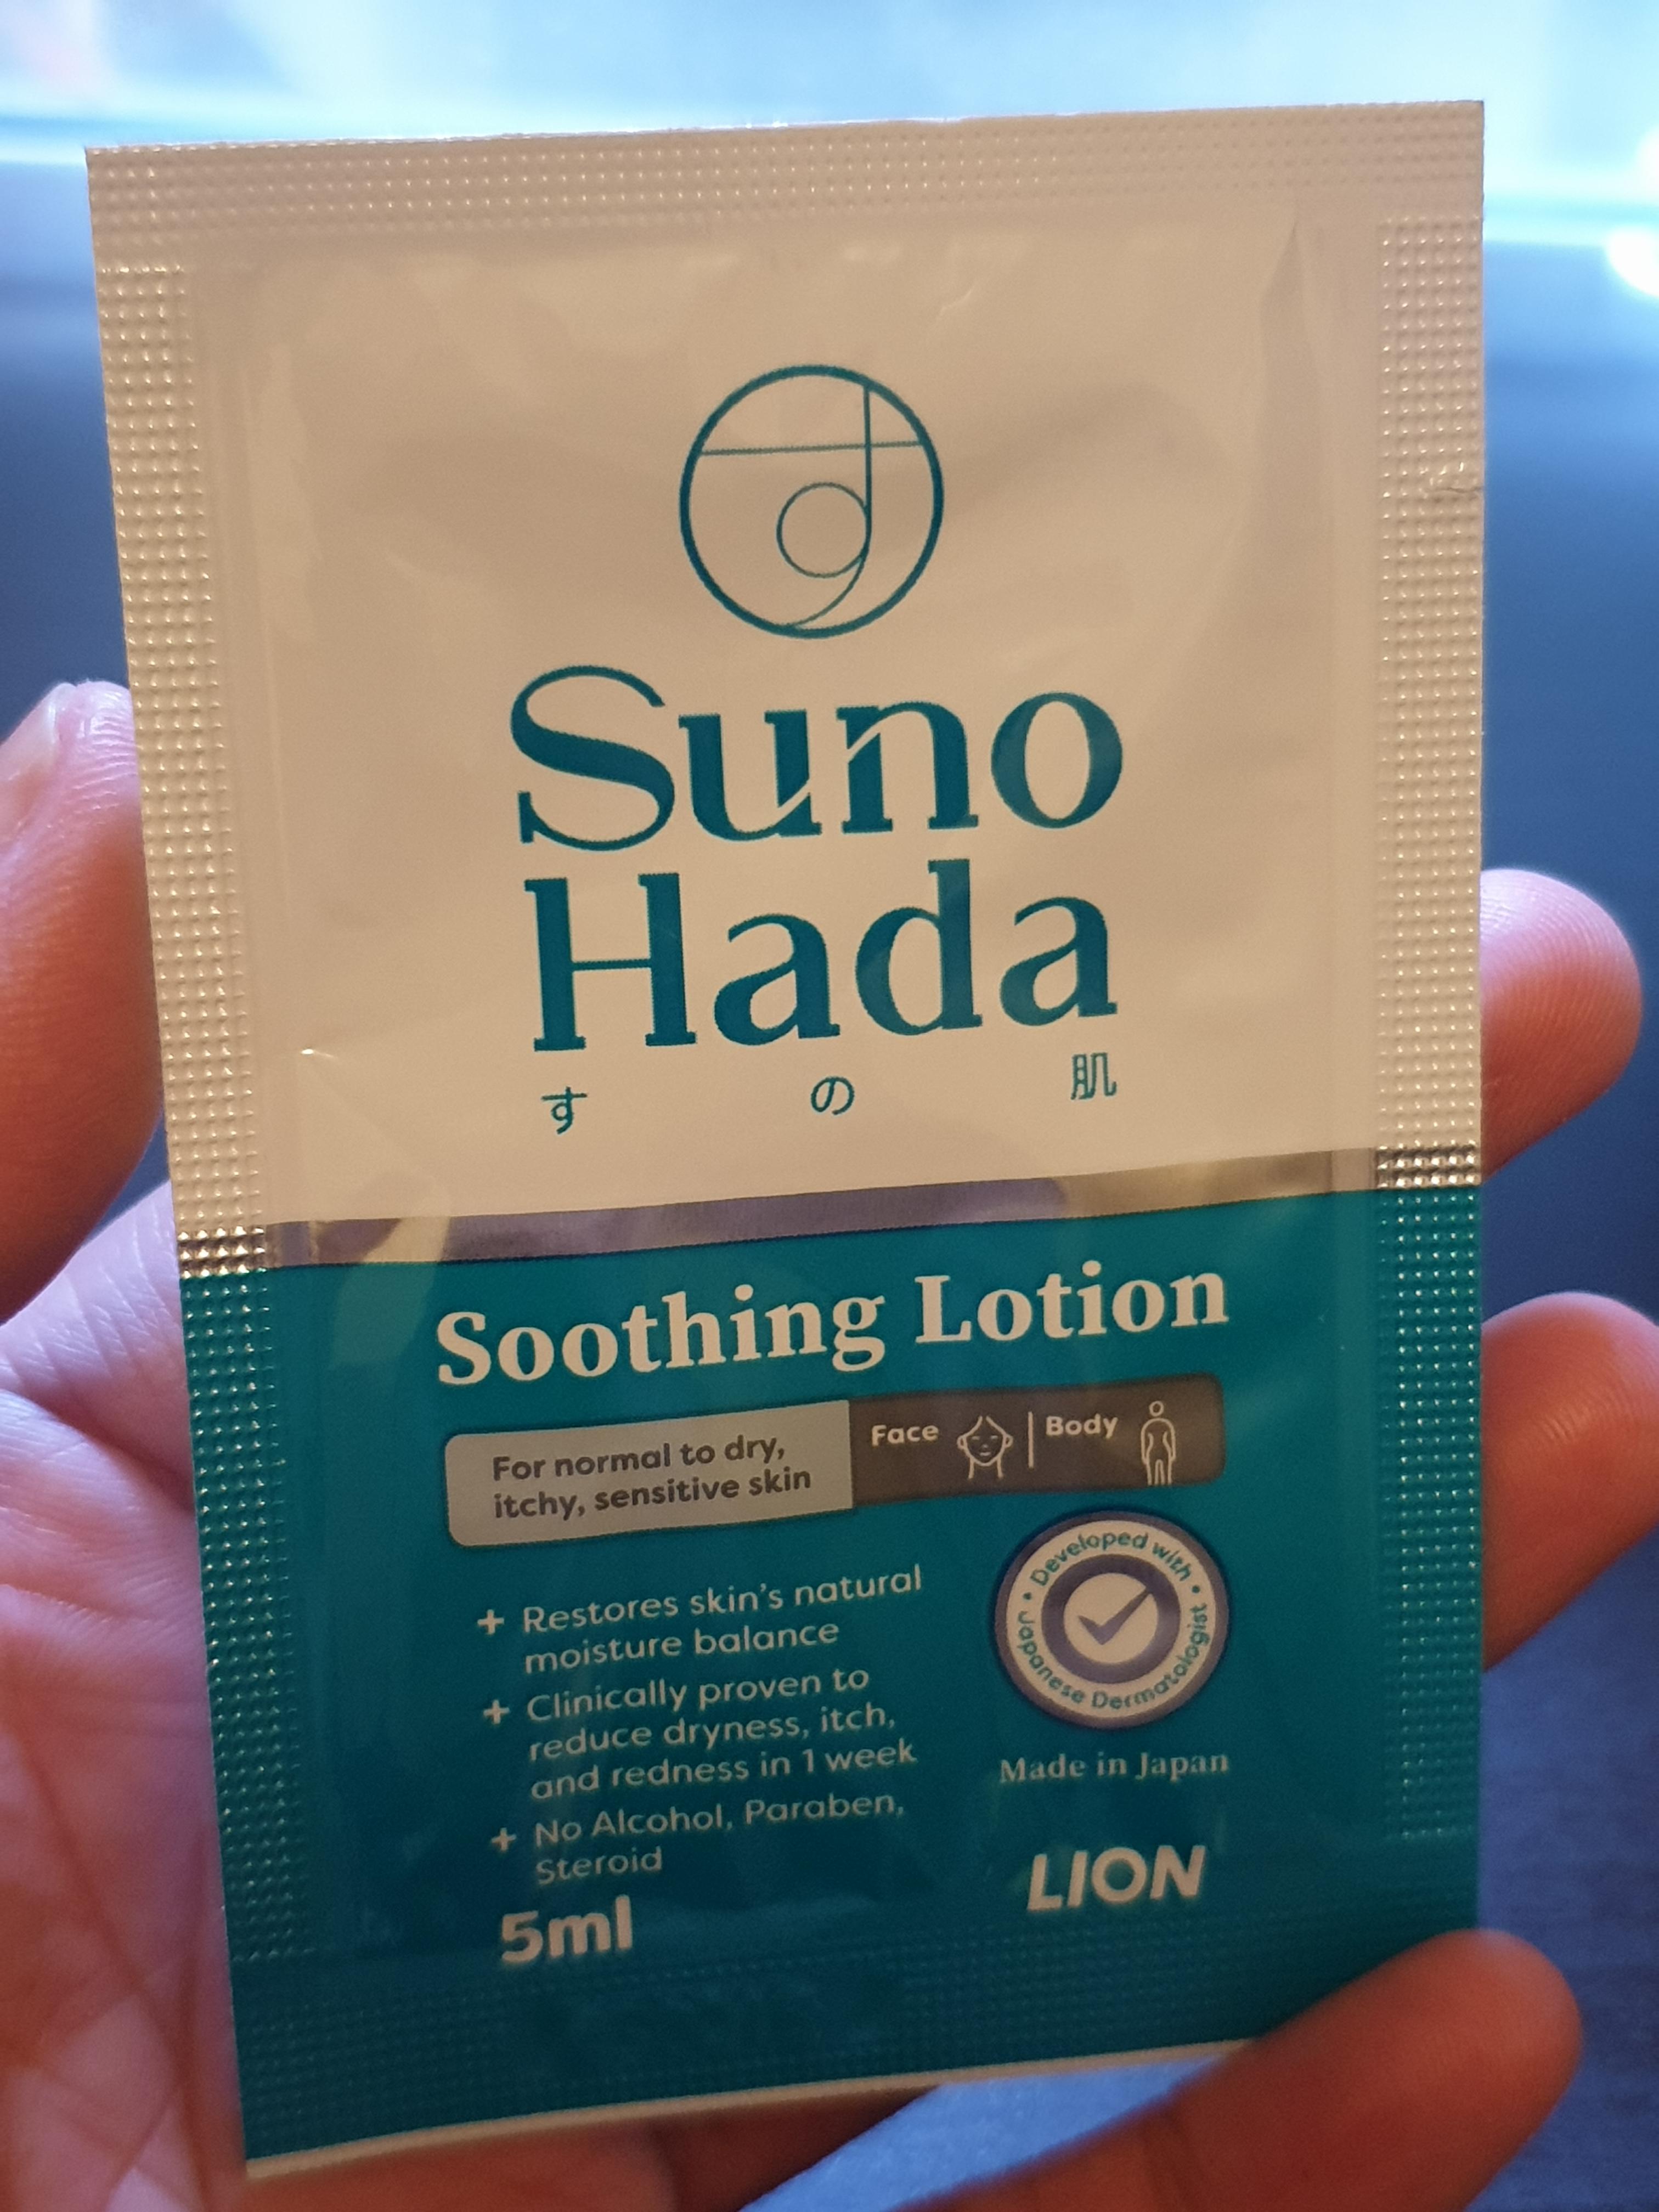 Suno
Hada
す の 肌
Soothing Lotion
For normal to dry,
itchy, sensitive skin
Face | Body
+ Restores skin's natural
moisture balance
+ Clinically proven to
reduce dryness, itch,
and redness in 1 week
+ No Alcohol, Paraben,
Steroid
5ml
• Developed with •
Japanese Dermatologist
Made in Japan
LION